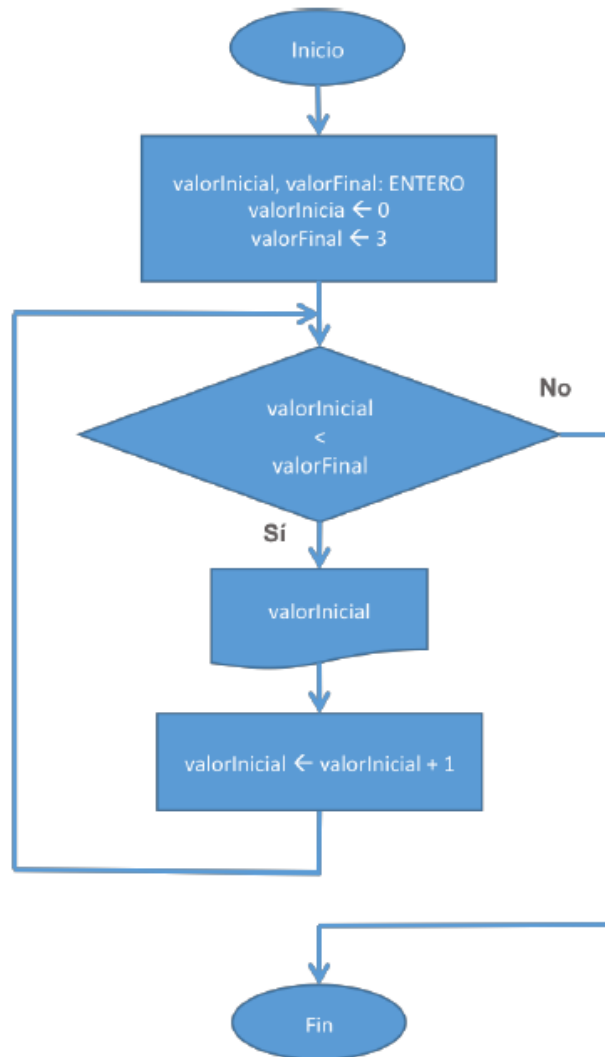 Inicio
valorInicial, valorFinal: ENTERO
valorInicia ← 0
valorFinal ← 3
valorInicial
<
valorFinal
No
Sí
valorInicial
valorInicial ← valorInicial + 1
Fin